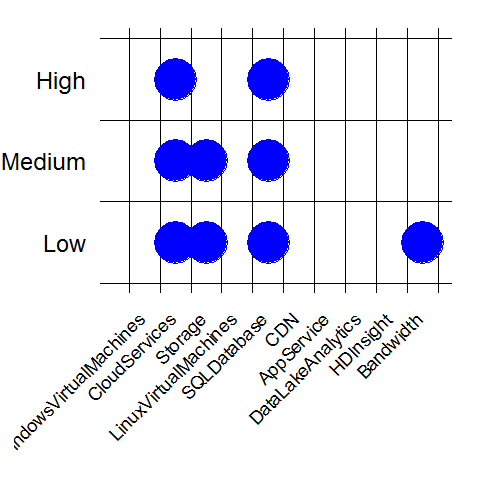 High
Medium
Low
ndowsVirtualMachines
CloudServices
Storage
LinuxVirtualMachines
SQLDatabase
CDN
AppService
DataLakeAnalytics
HDInsight
Bandwidth